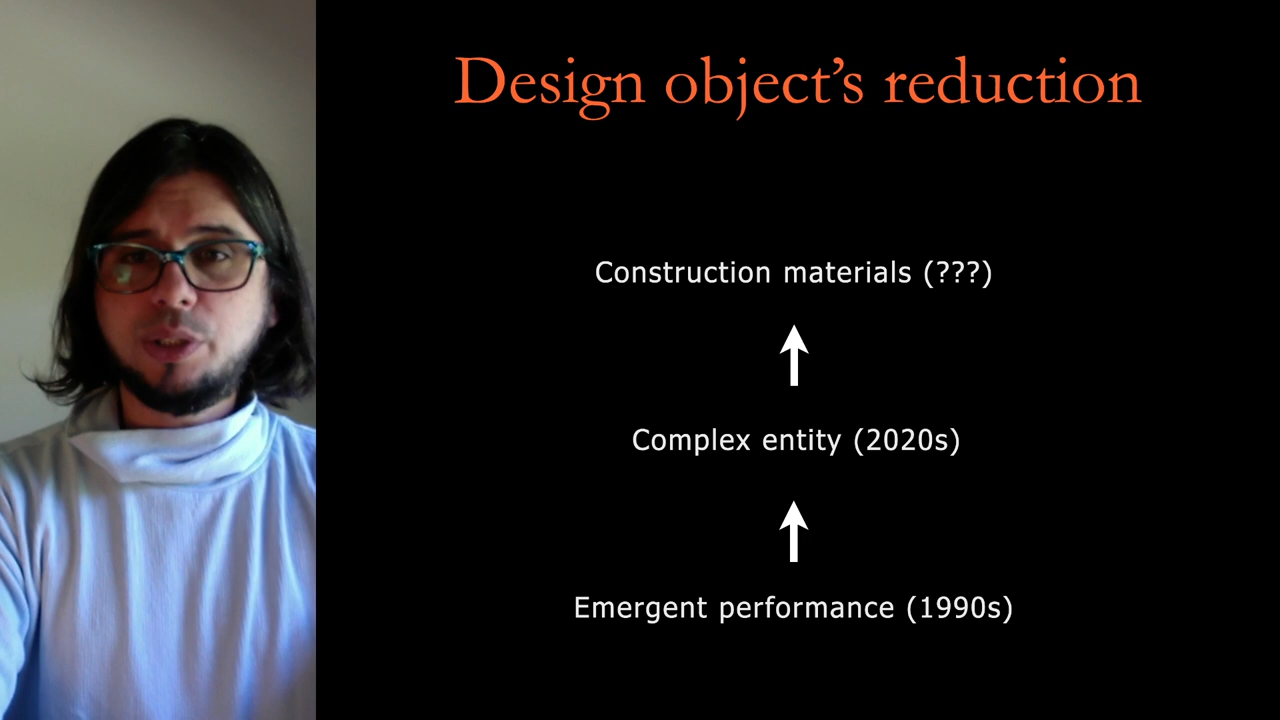 Design object’s reduction
Construction materials (???)
Complex entity (2020s)
Emergent performance (1990s)